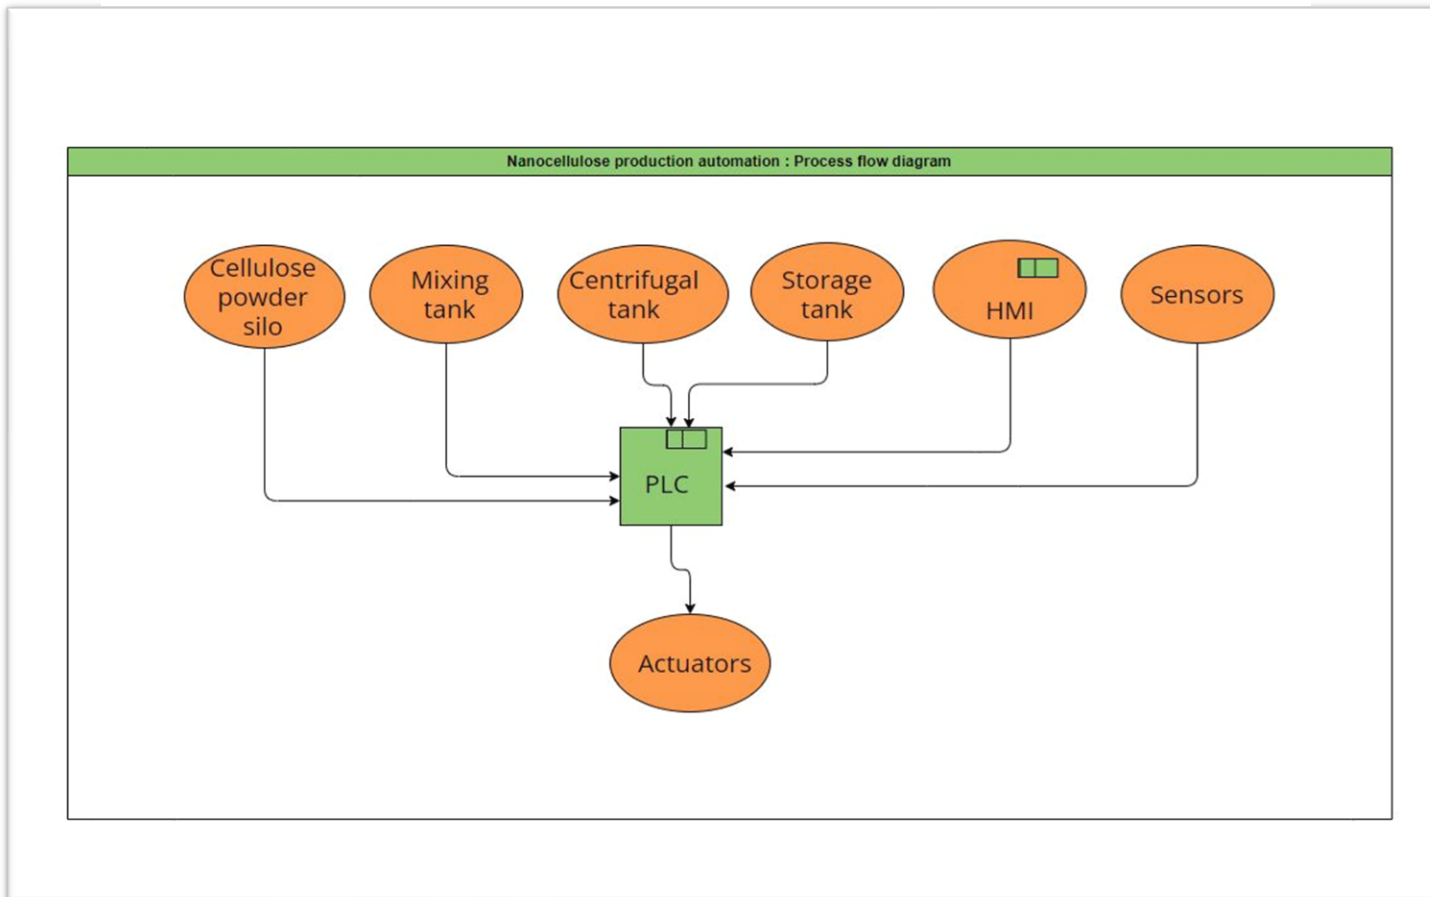 Nanocellulose production automation : Process flow diagram
Cellulose
powder
silo
Mixing
tank
Centrifugal
tank
Storage
tank
HMI
Sensors
PLC
Actuators